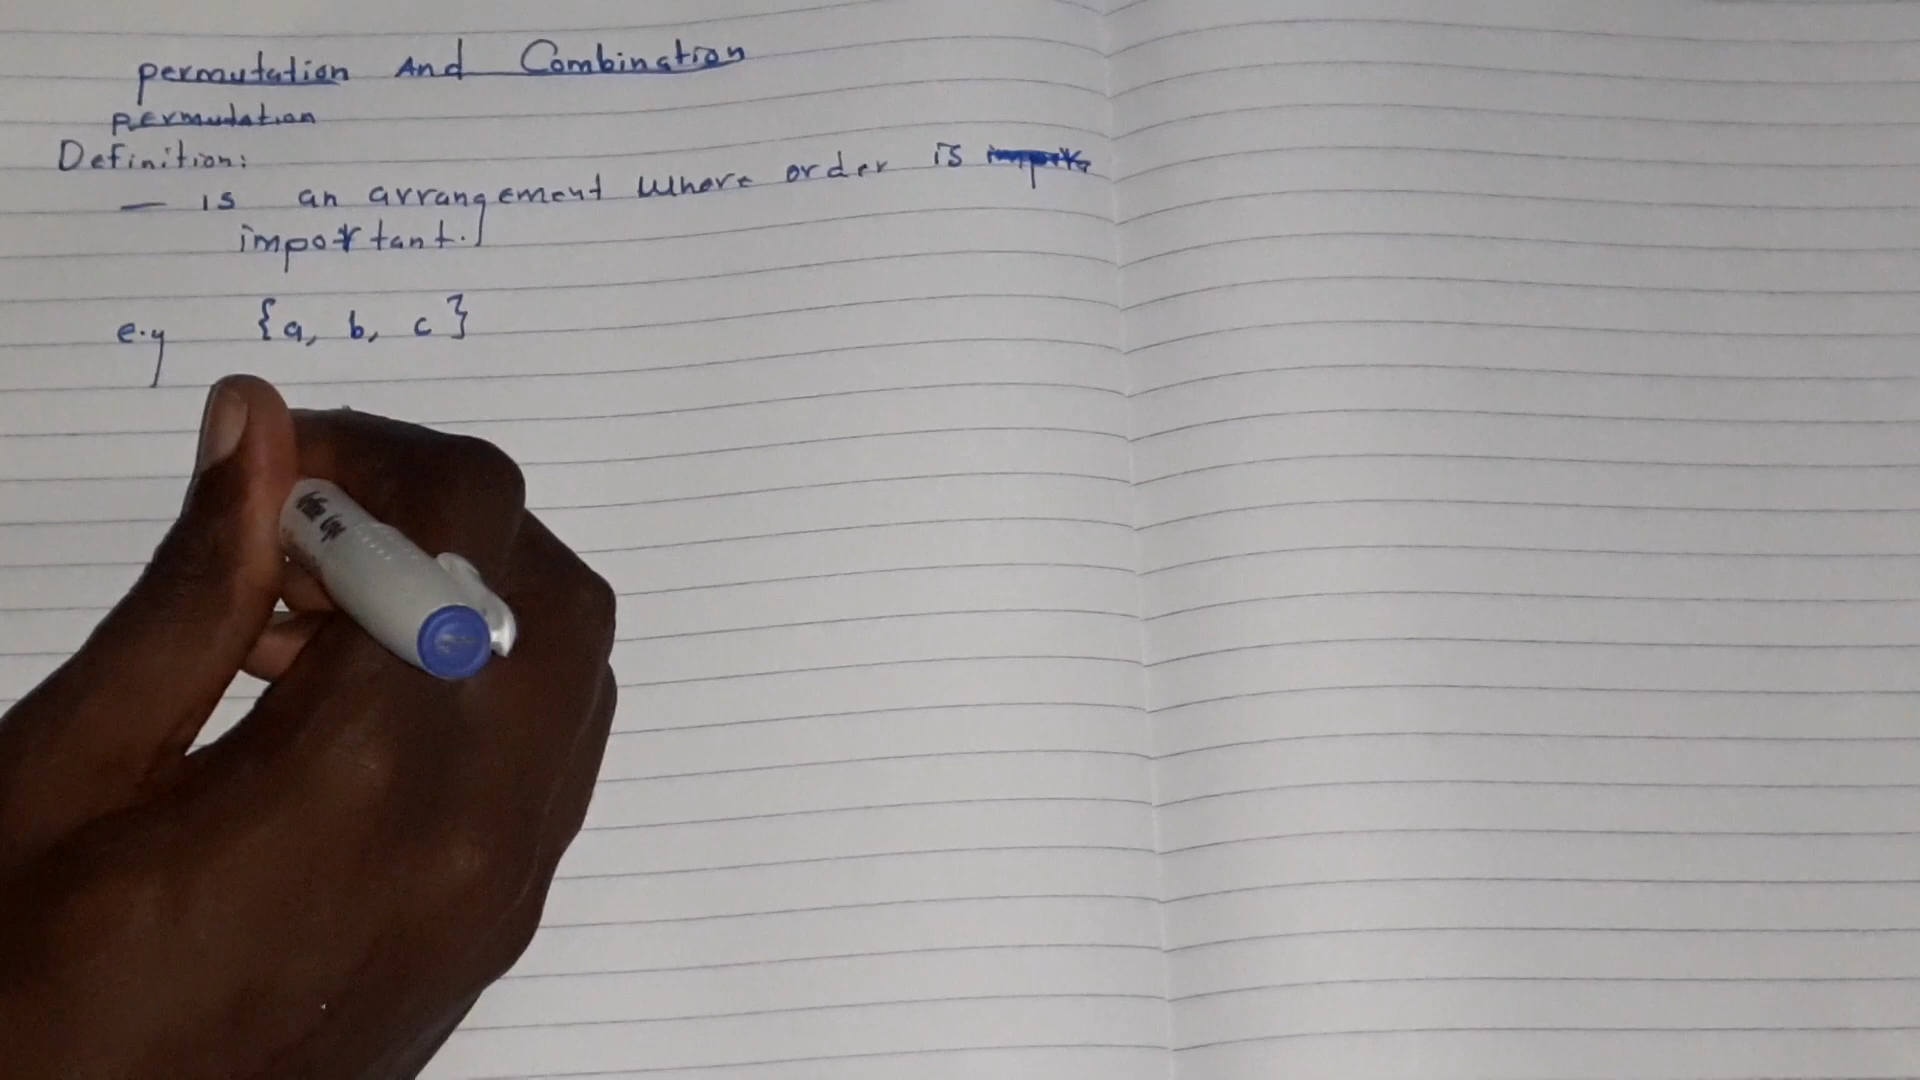 permutation And Combination
permutation
Definition:
— is an arrangement where order is
important.
e.g {a, b, c}